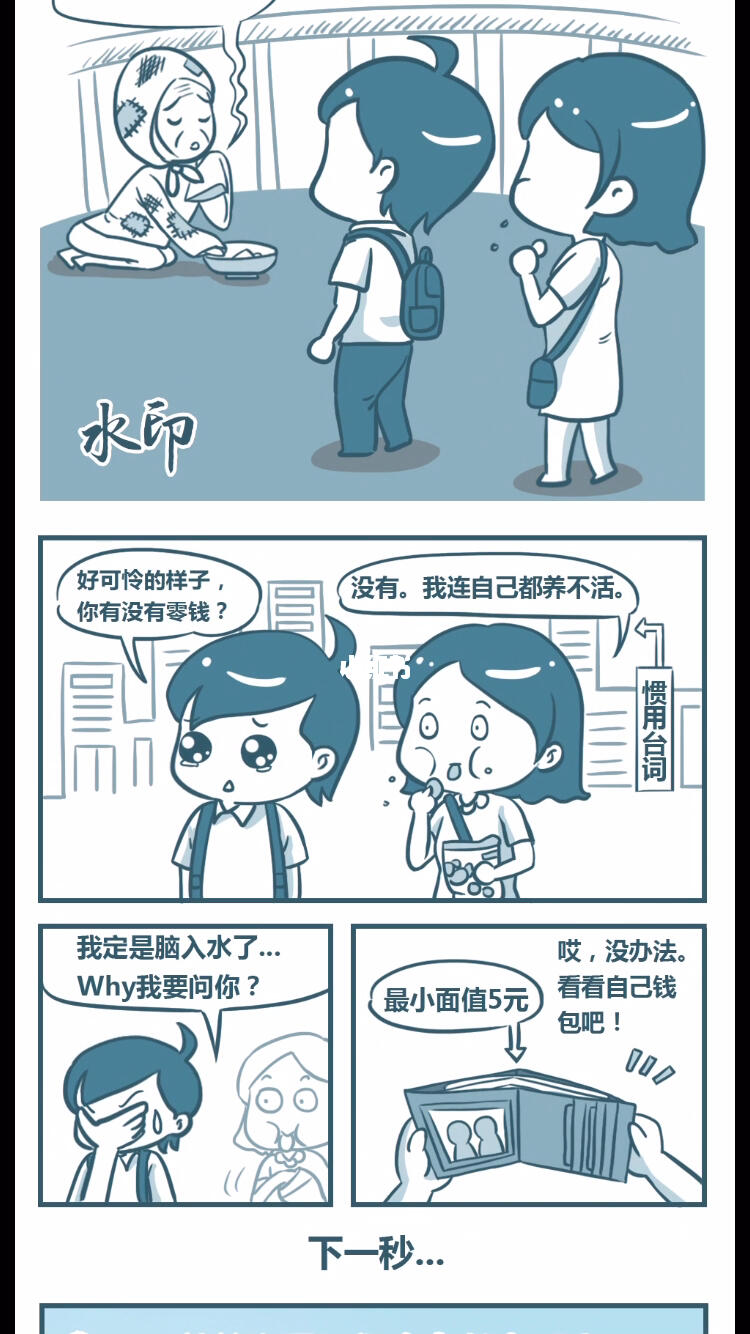 水印
好可怜的样子，
你有没有零钱？
没有。我连自己都养不活。
惯用台词
我定是脑入水了...
Why我要问你？
最小面值5元
哎，没办法。
看看自己钱
包吧！
下一秒...